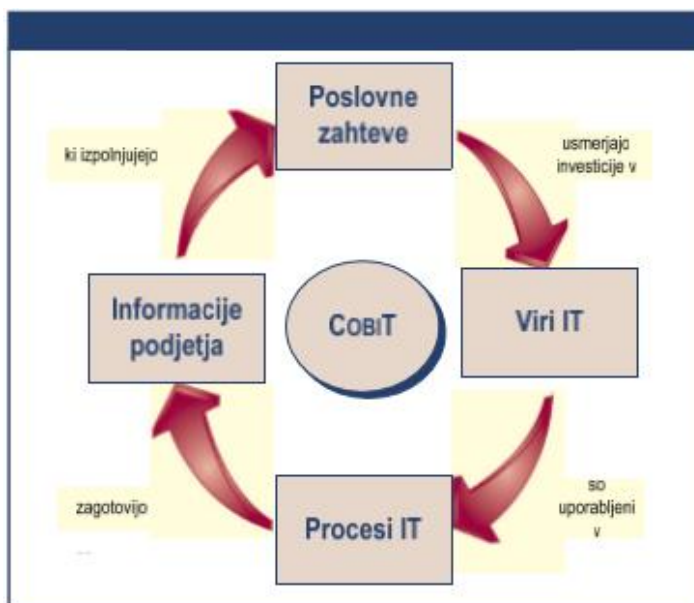 Poslovne
zahteve
usmerjajo
investicije v
Viri IT
so
uporabljeni
v
Procesi IT
zagotovijo
Informacije
podjetja
ki izpolnjujejo
COBIT